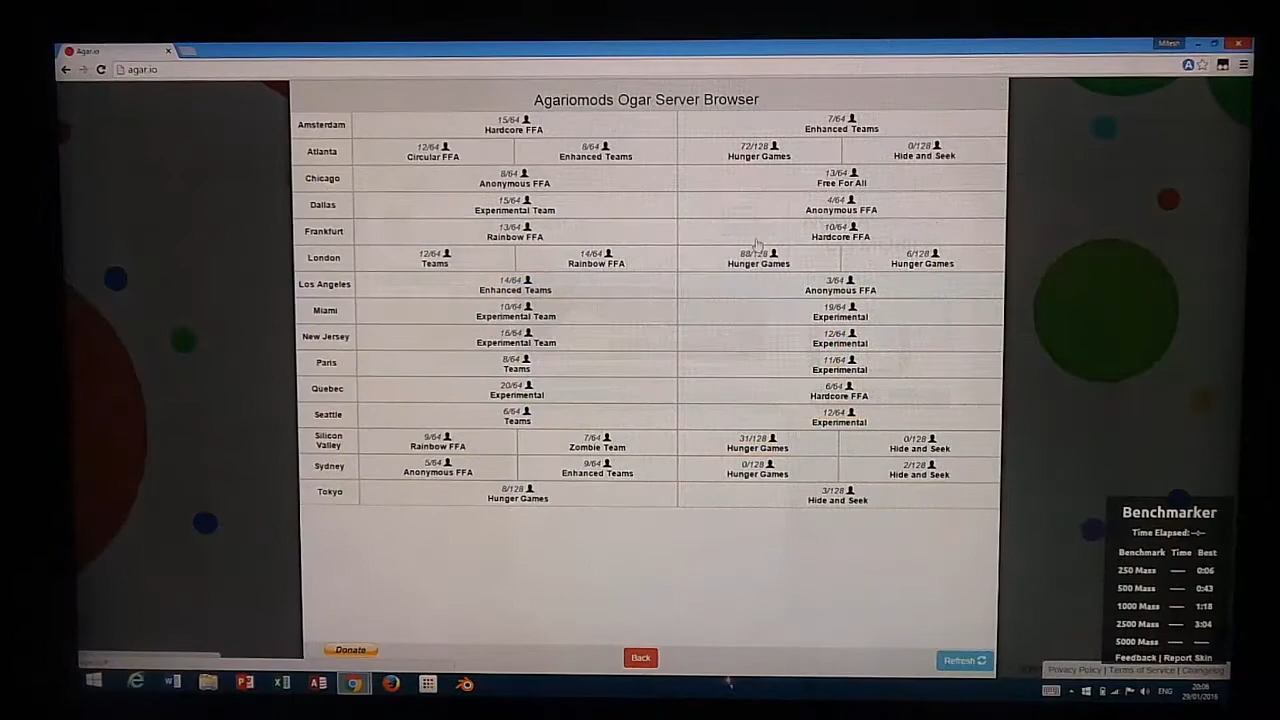 Agar.io
Mitesh
agar.io
Agariomods Ogar Server Browser
Amsterdam 15/64 Hardcore FFA 7/64 Enhanced Teams
Atlanta 12/64 Circular FFA 8/64 Enhanced Teams 72/128 Hunger Games 0/128 Hide and Seek
Chicago 8/64 Anonymous FFA 13/64 Free For All
Dallas 15/64 Experimental Team 4/64 Anonymous FFA
Frankfurt 13/64 Rainbow FFA 10/64 Hardcore FFA
London 12/64 Teams 14/64 Rainbow FFA 88/128 Hunger Games 6/128 Hunger Games
Los Angeles 14/64 Enhanced Teams 3/64 Anonymous FFA
Miami 10/64 Experimental Team 19/64 Experimental
New Jersey 16/64 Experimental Team 12/64 Experimental
Paris 8/64 Teams 11/64 Experimental
Quebec 20/64 Experimental 6/64 Hardcore FFA
Seattle 6/64 Teams 12/64 Experimental
Silicon Valley 9/64 Rainbow FFA 7/64 Zombie Team 31/128 Hunger Games 0/128 Hide and Seek
Sydney 5/64 Anonymous FFA 9/64 Enhanced Teams 0/128 Hunger Games 2/128 Hide and Seek
Tokyo 8/128 Hunger Games 3/128 Hide and Seek
Benchmarker
Time Elapsed: --:--
Benchmark Time Best
250 Mass — 0:06
500 Mass — 0:43
1000 Mass — 1:18
2500 Mass — 3:04
5000 Mass — —
Feedback | Report Skin
Donate
Back
Refresh
Privacy Policy | Terms of Service | Changelog
ENG
20:06
29/01/2016